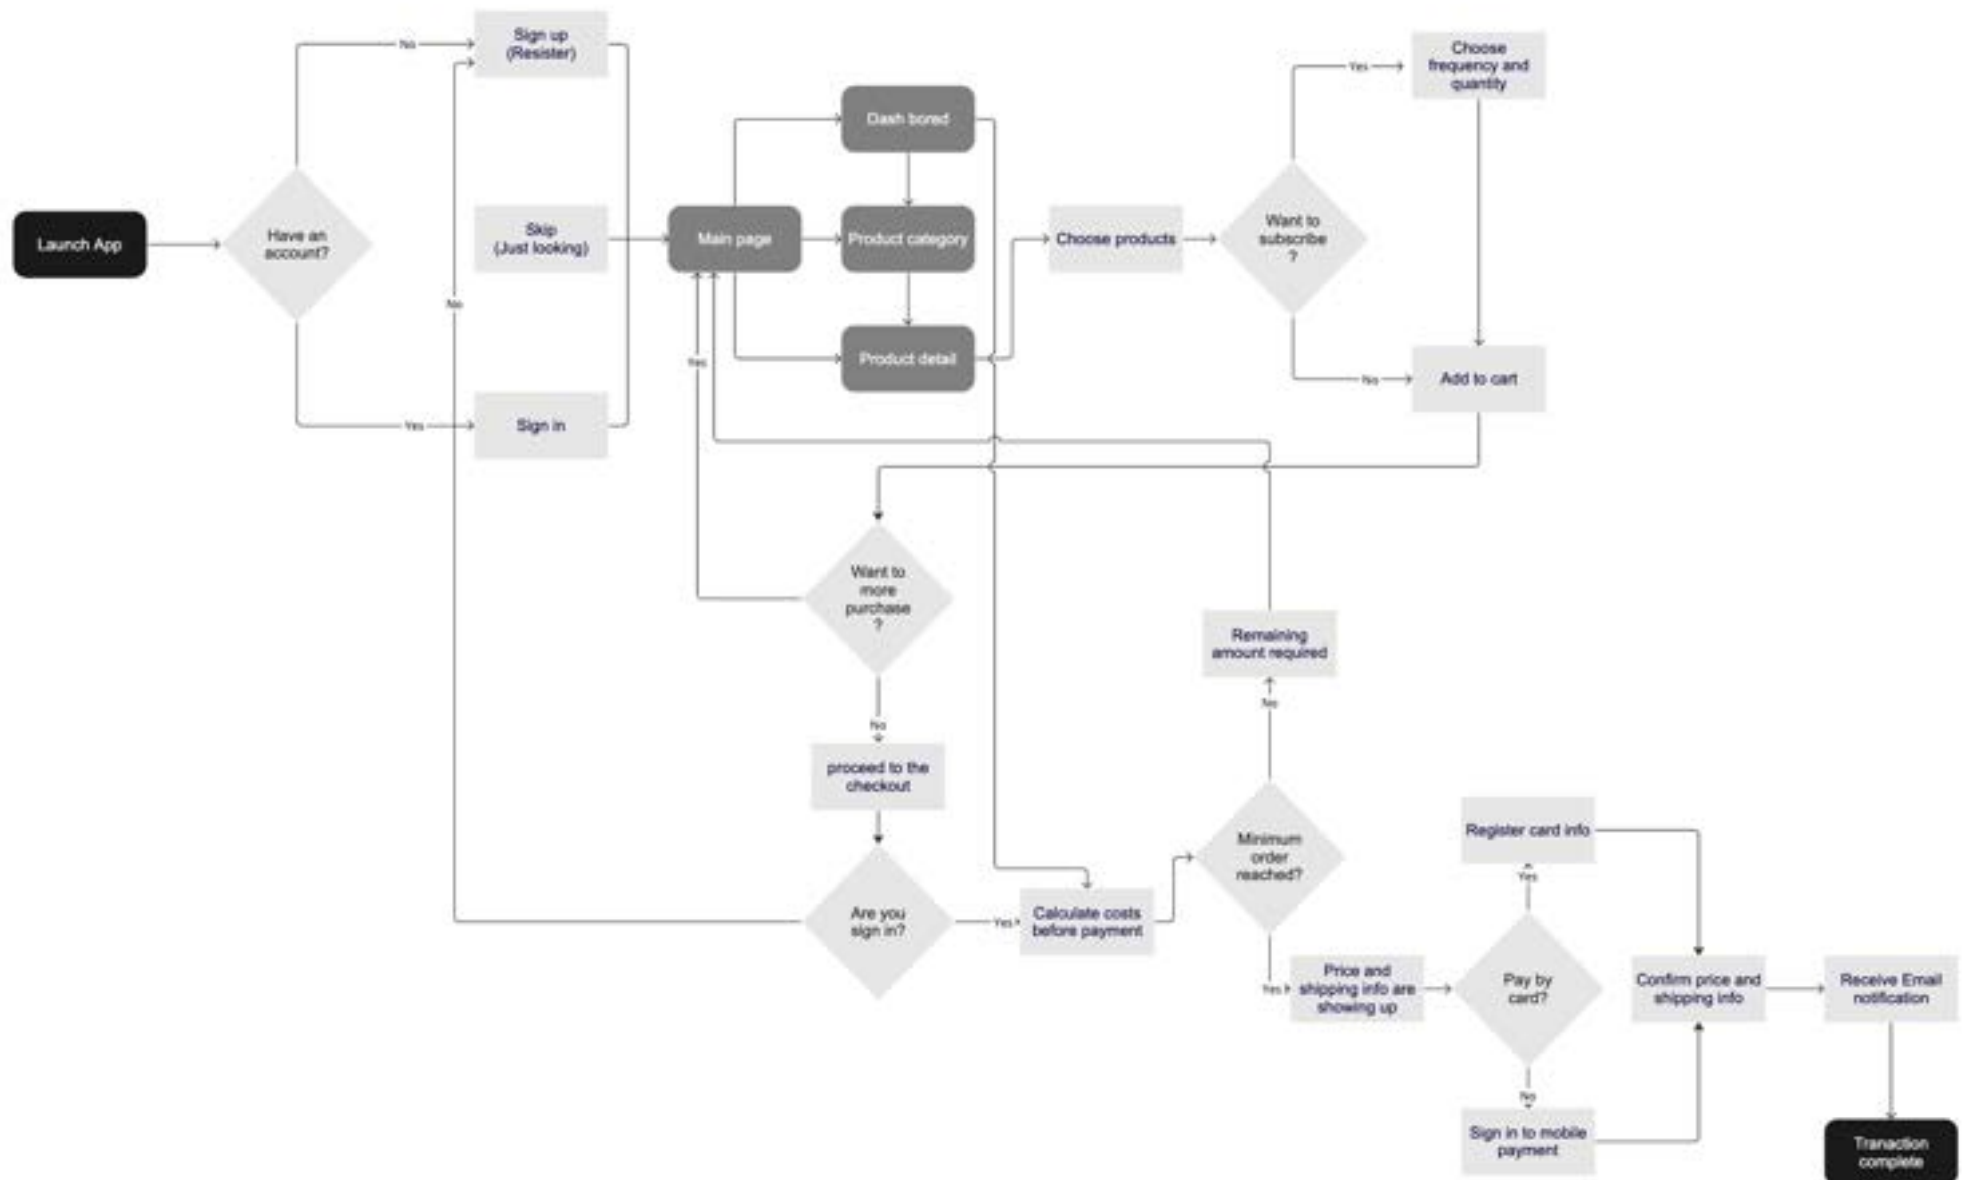 No
Sign up
(Resister)
Choose
frequency and
quantity
Yes
Dash bored
Launch App
Have an
account?
Skip
(Just looking)
Main page
Product category
Choose products
Want to
subscribe
?
No
Yes
Product detail
No
Add to cart
Yes
Sign in
Want to
more
purchase
?
Remaining
amount required
No
No
proceed to the
checkout
Minimum
order
reached?
Register card info
Yes
Are you
sign in?
Yes
Calculate costs
before payment
Yes
Price and
shipping info are
showing up
Pay by
card?
Confirm price and
shipping info
Receive Email
notification
No
Sign in to mobile
payment
Tranaction
complete